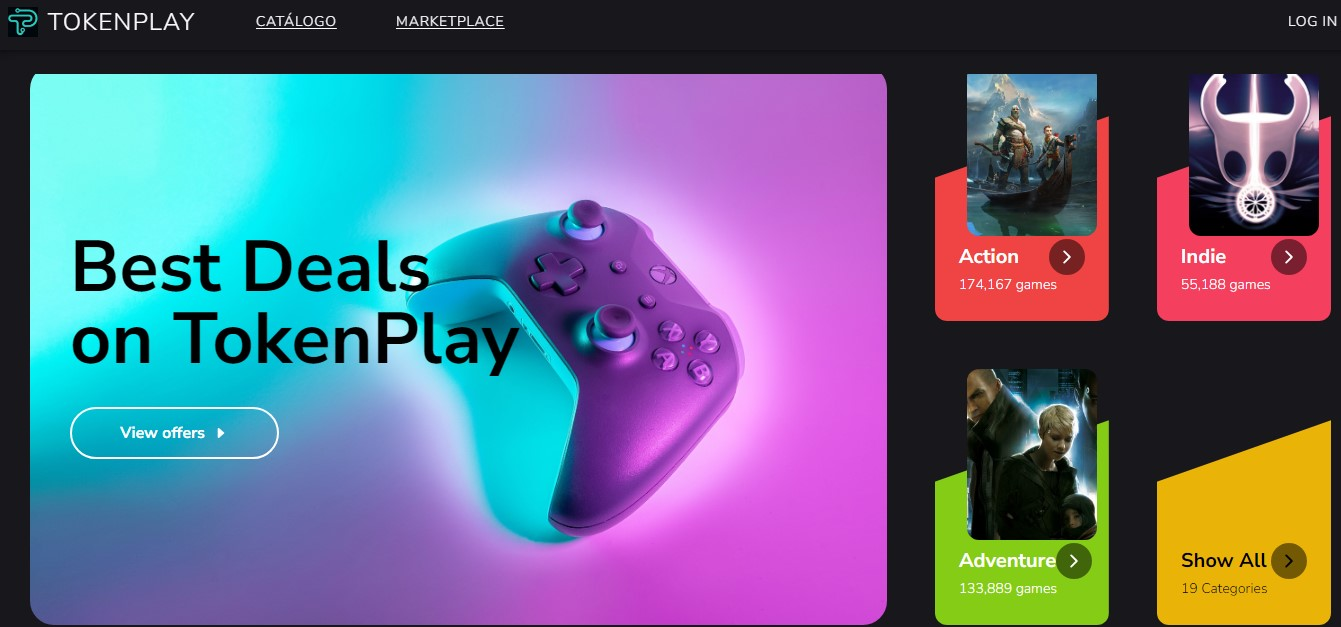 TOKENPLAY
CATÁLOGO
MARKETPLACE
LOG IN
Best Deals
on TokenPlay
View offers
Action
174,167 games
Indie
55,188 games
Adventure
133,889 games
Show All
19 Categories